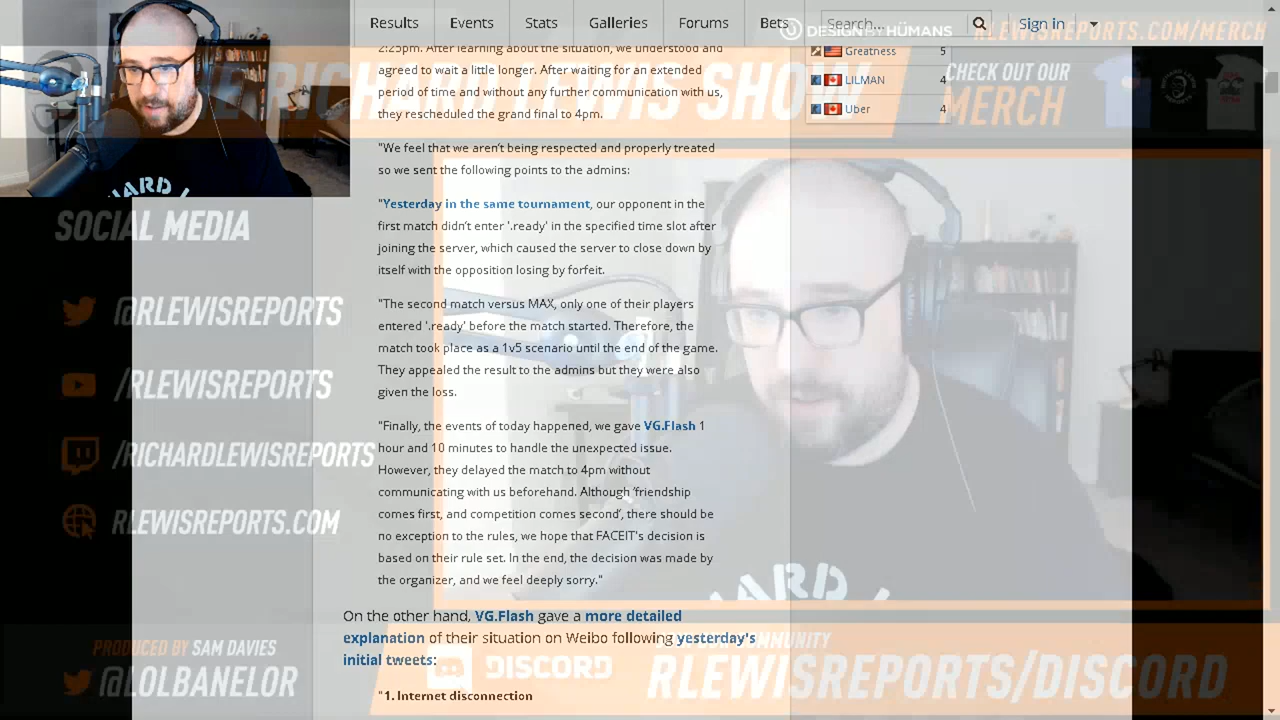 Results Events Stats Galleries Forums Bets Search... Sign in
DESIGN BY HUMANS RLEWISREPORTS.COM/MERCH
2:25pm. After learning about the situation, we understood and
agreed to wait a little longer. After waiting for an extended
period of time and without any further communication with us,
they rescheduled the grand final to 4pm.
"We feel that we aren't being respected and properly treated
so we sent the following points to the admins:
"Yesterday in the same tournament, our opponent in the
first match didn't enter '.ready' in the specified time slot after
joining the server, which caused the server to close down by
itself with the opposition losing by forfeit.
"The second match versus MAX, only one of their players
entered '.ready' before the match started. Therefore, the
match took place as a 1v5 scenario until the end of the game.
They appealed the result to the admins but they were also
given the loss.
"Finally, the events of today happened, we gave VG.Flash 1
hour and 10 minutes to handle the unexpected issue.
However, they delayed the match to 4pm without
communicating with us beforehand. Although 'friendship
comes first, and competition comes second', there should be
no exception to the rules, we hope that FACEIT's decision is
based on their rule set. In the end, the decision was made by
the organizer, and we feel deeply sorry."
On the other hand, VG.Flash gave a more detailed
explanation of their situation on Weibo following yesterday's
initial tweets:
"1. Internet disconnection
Greatness 5
LILMAN 4
Uber 4
THE RICHARD LEWIS SHOW
CHECK OUT OUR
MERCH
SOCIAL MEDIA
@RLEWISREPORTS
/RLEWISREPORTS
/RICHARDLEWISREPORTS
RLEWISREPORTS.COM
PRODUCED BY SAM DAVIES
@LOLBANELOR
COMMUNITY
DISCORD
RLEWISREPORTS/DISCORD